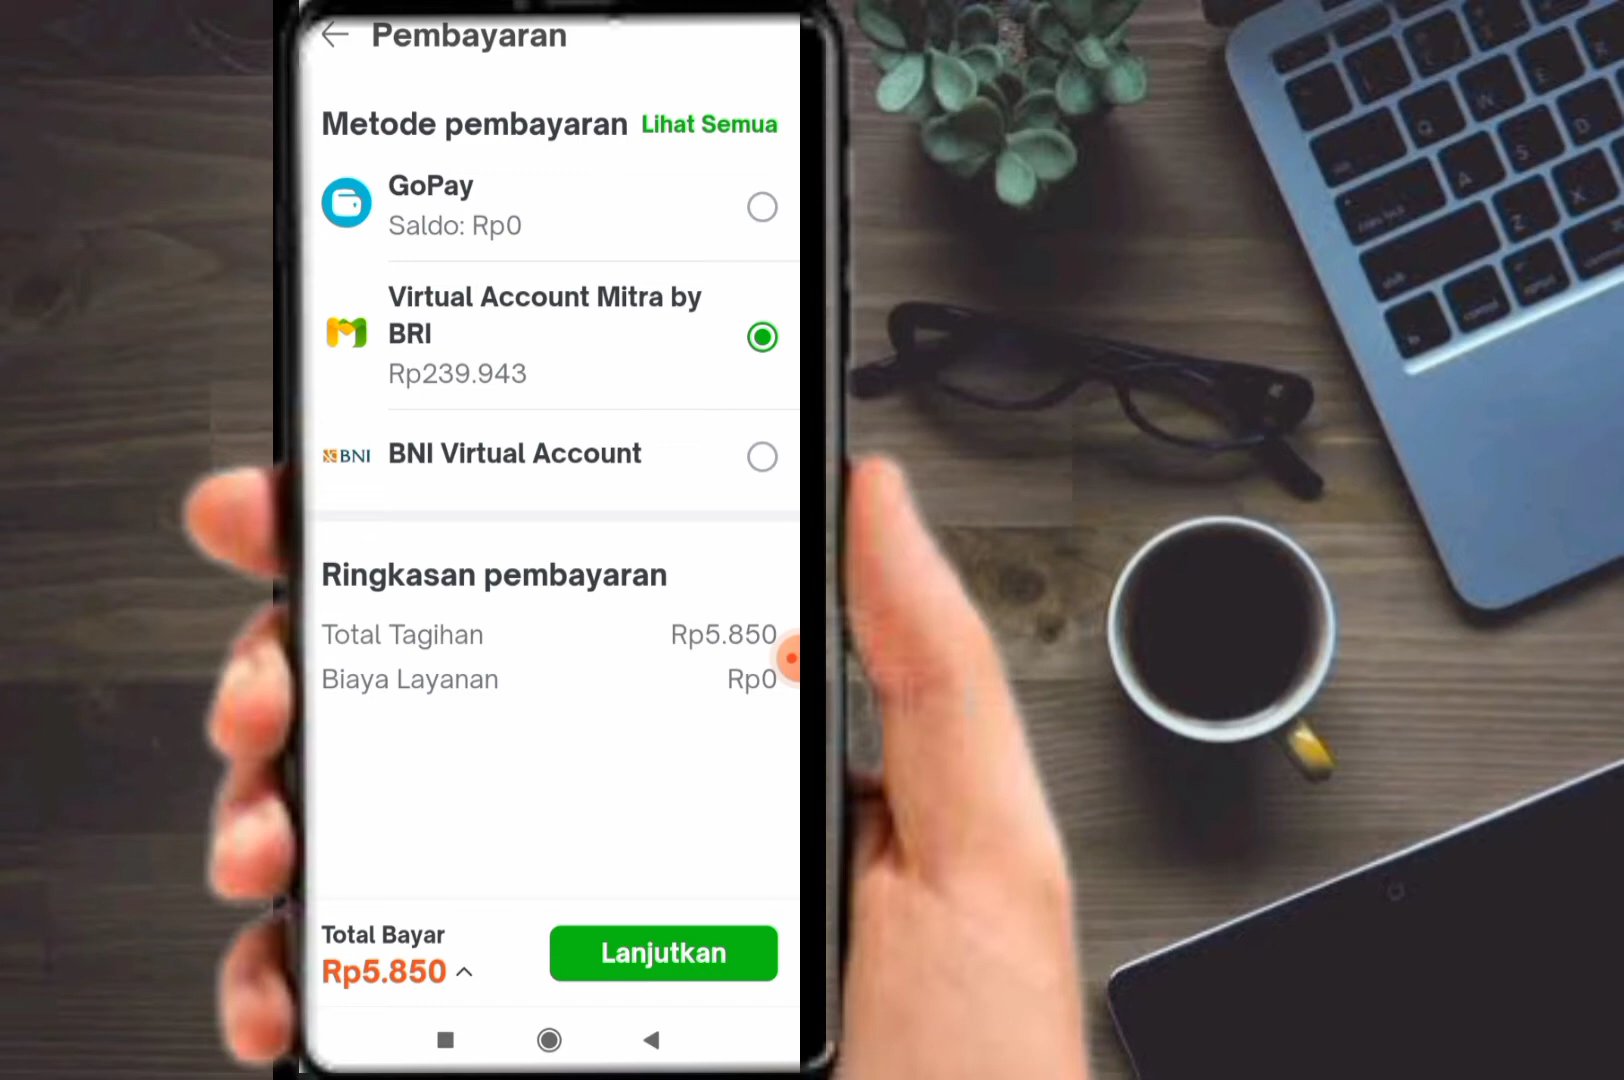 Pembayaran
Metode pembayaran Lihat Semua
GoPay
Saldo: Rp0
Virtual Account Mitra by
BRI
Rp239.943
BNI BNI Virtual Account
Ringkasan pembayaran
Total Tagihan Rp5.850
Biaya Layanan Rp0
Total Bayar
Rp5.850
Lanjutkan
Q W E
A S D
Z X